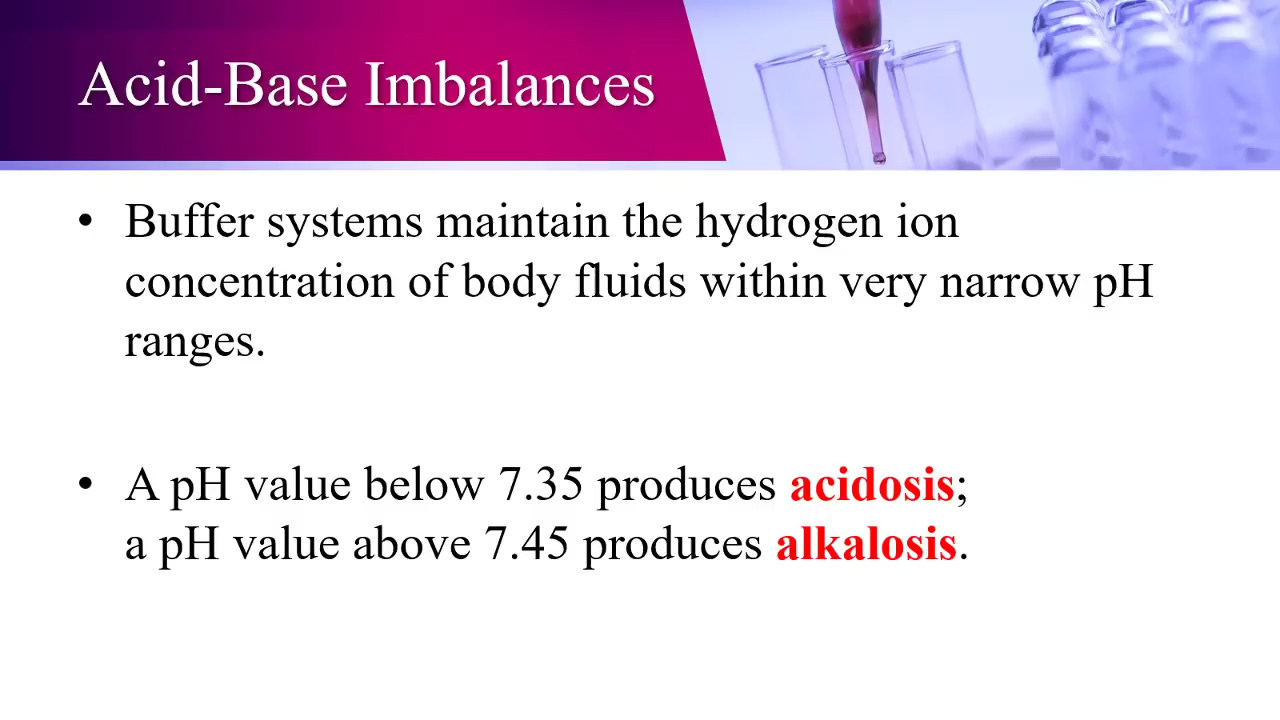 Acid-Base Imbalances
• Buffer systems maintain the hydrogen ion
concentration of body fluids within very narrow pH
ranges.
• A pH value below 7.35 produces acidosis;
a pH value above 7.45 produces alkalosis.